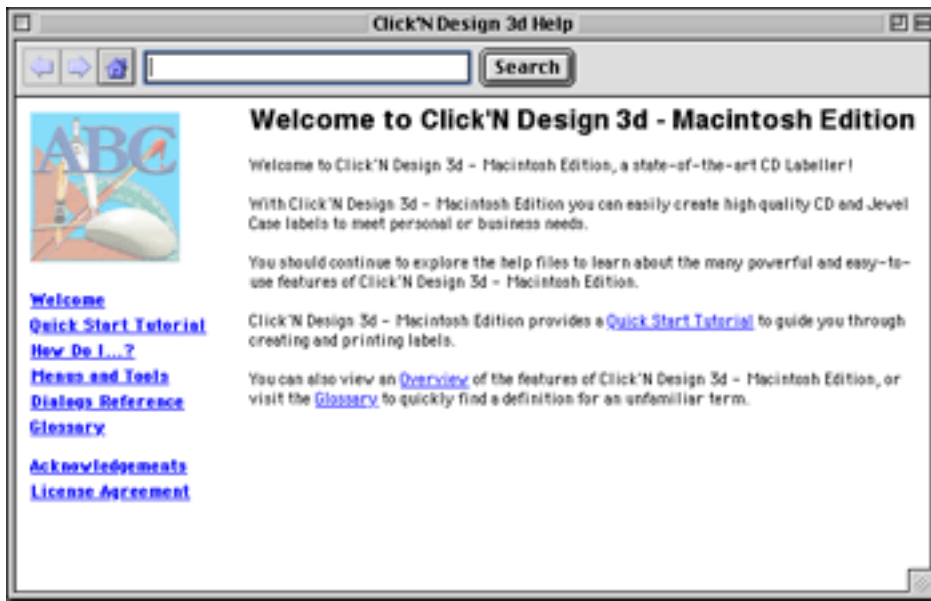 Click'N Design 3d Help
Search
ABC
Welcome
Quick Start Tutorial
How Do I...?
Menus and Tools
Dialogs Reference
Glossary
Acknowledgements
License Agreement
Welcome to Click'N Design 3d - Macintosh Edition
Welcome to Click'N Design 3d - Macintosh Edition, a state-of-the-art CD Labeller!
With Click'N Design 3d - Macintosh Edition you can easily create high quality CD and Jewel
Case labels to meet personal or business needs.
You should continue to explore the help files to learn about the many powerful and easy-to-
use features of Click'N Design 3d - Macintosh Edition.
Click'N Design 3d - Macintosh Edition provides a Quick Start Tutorial to guide you through
creating and printing labels.
You can also view an Overview of the features of Click'N Design 3d - Macintosh Edition, or
visit the Glossary to quickly find a definition for an unfamiliar term.